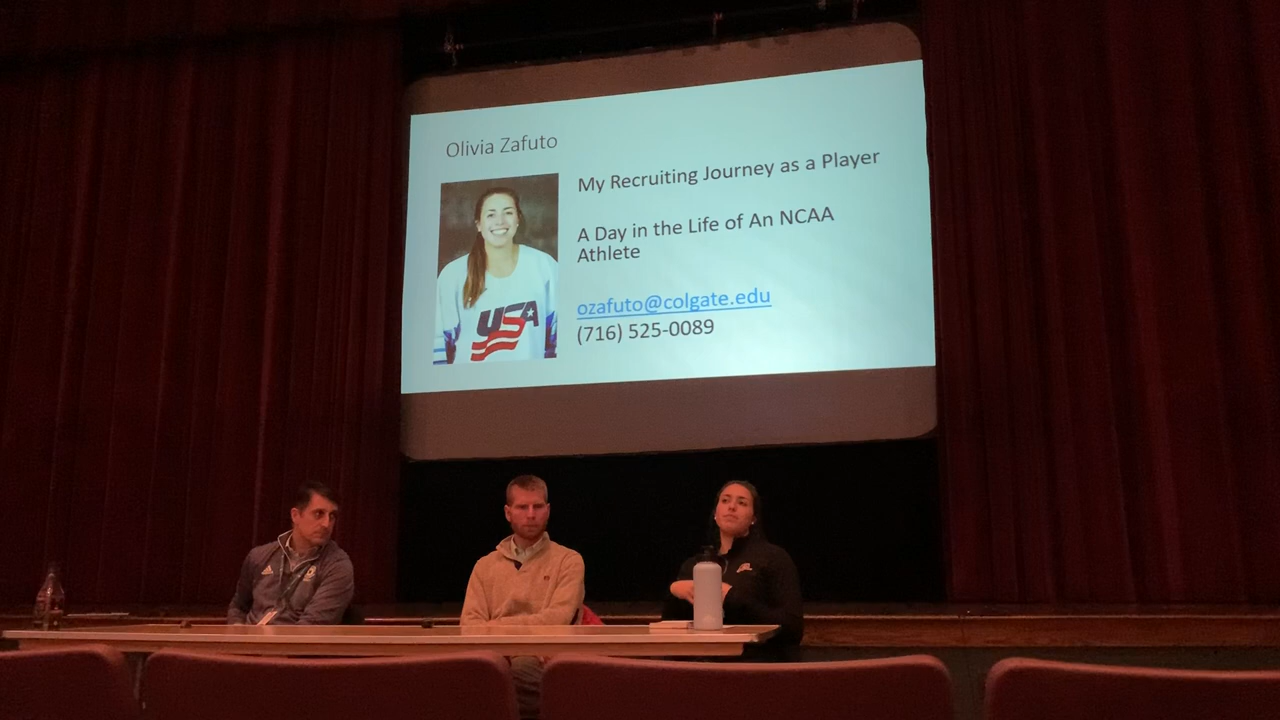 Olivia Zafuto
My Recruiting Journey as a Player
A Day in the Life of An NCAA
Athlete
USA
ozafuto@colgate.edu
(716) 525-0089